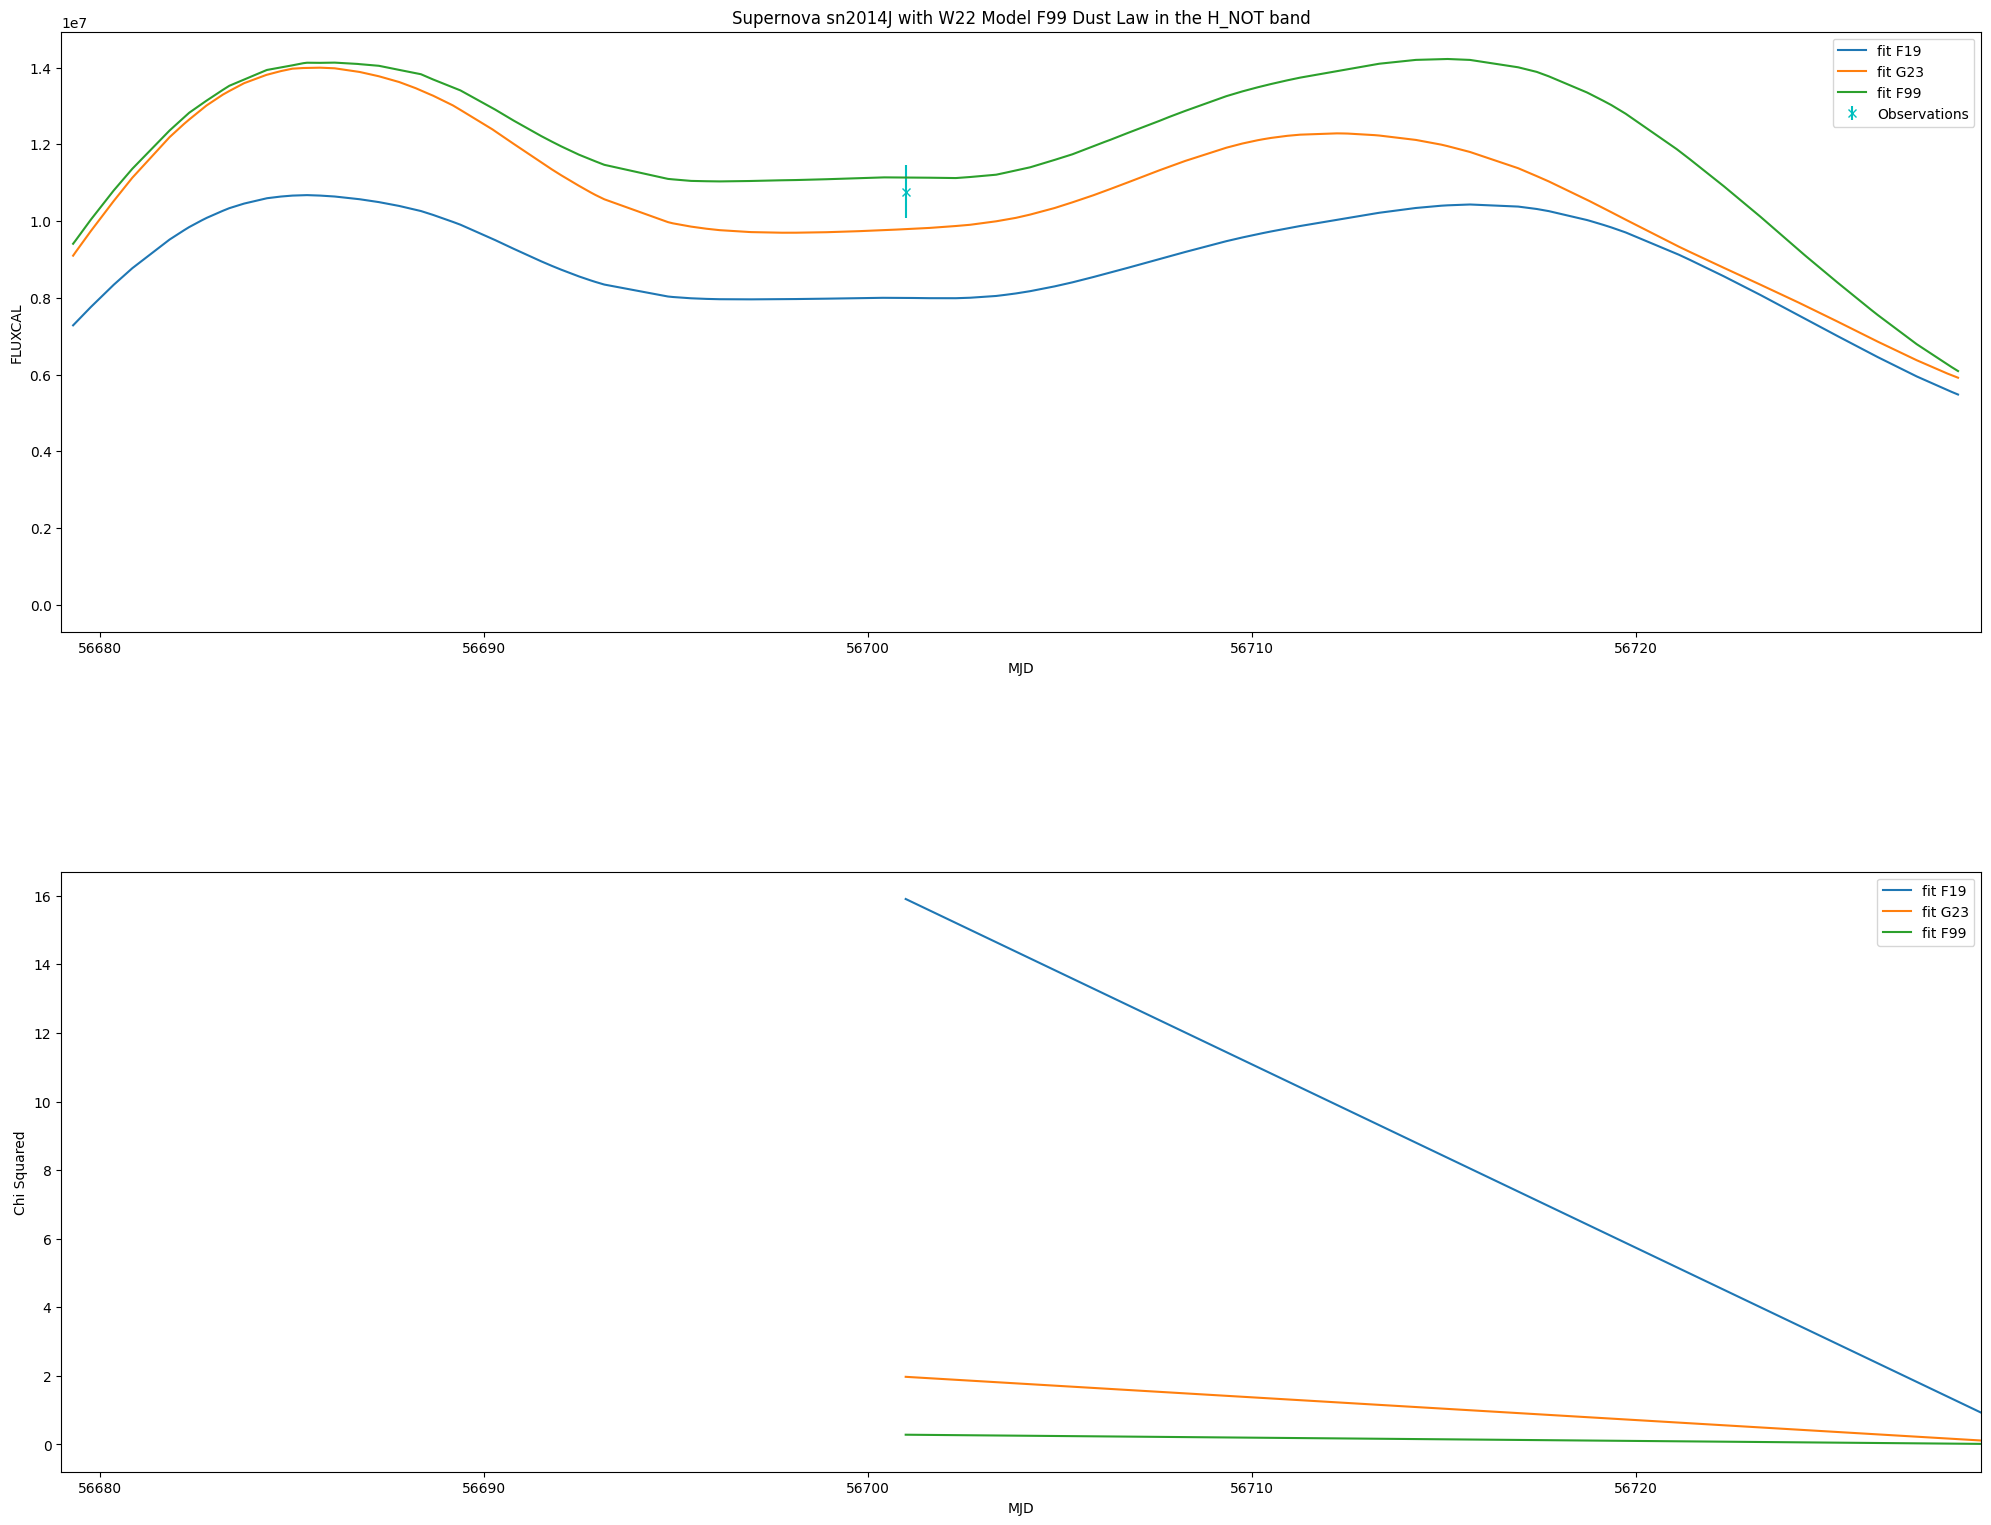 Supernova sn2014J with W22 Model F99 Dust Law in the H_NOT band
1e7
1.4
1.2
1.0
0.8
0.6
0.4
0.2
0.0
FLUXCAL
fit F19
fit G23
fit F99
Observations
56680
56690
56700
56710
56720
MJD
16
14
12
10
8
6
4
2
0
Chi Squared
fit F19
fit G23
fit F99
56680
56690
56700
56710
56720
MJD